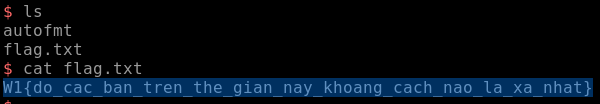 $ ls
autofmt
flag.txt
$ cat flag.txt
W1{do_cac_ban_tren_the_gian_nay_khoang_cach_nao_la_xa_nhat}
$